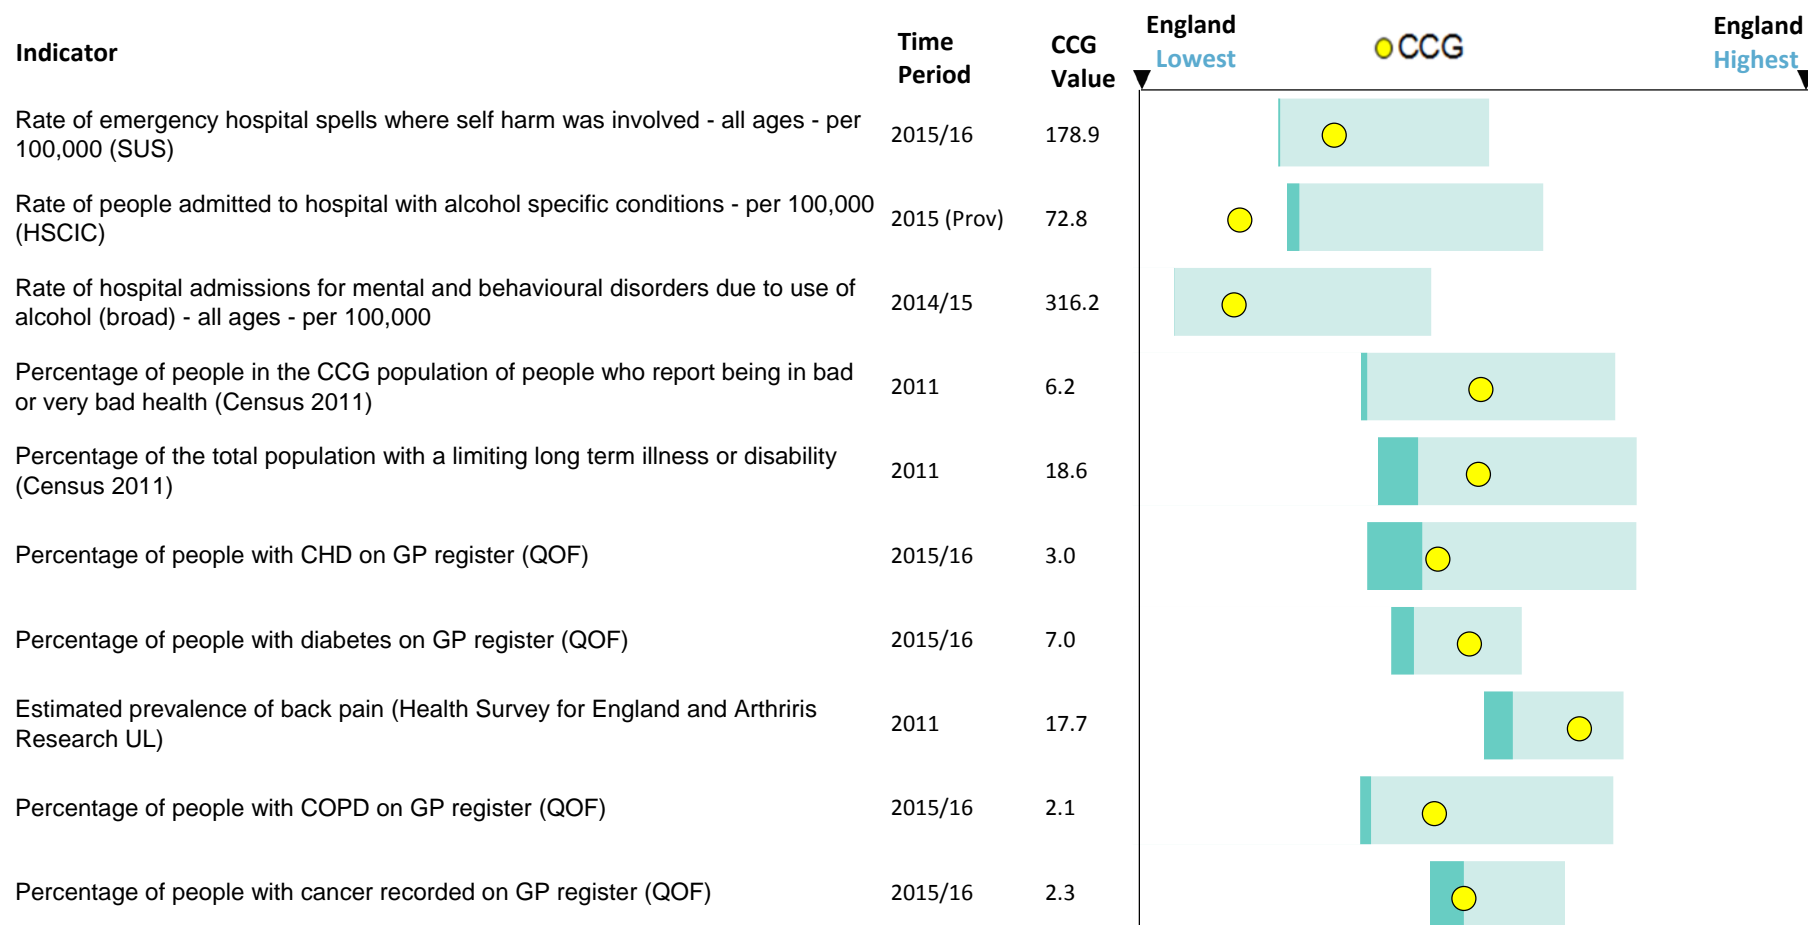 Indicator
Time
Period
CCG
Value
England
Lowest
CCG
England
Highest
Rate of emergency hospital spells where self harm was involved - all ages - per
100,000 (SUS)
2015/16
178.9
Rate of people admitted to hospital with alcohol specific conditions - per 100,000
(HSCIC)
2015 (Prov)
72.8
Rate of hospital admissions for mental and behavioural disorders due to use of
alcohol (broad) - all ages - per 100,000
2014/15
316.2
Percentage of people in the CCG population of people who report being in bad
or very bad health (Census 2011)
2011
6.2
Percentage of the total population with a limiting long term illness or disability
(Census 2011)
2011
18.6
Percentage of people with CHD on GP register (QOF)
2015/16
3.0
Percentage of people with diabetes on GP register (QOF)
2015/16
7.0
Estimated prevalence of back pain (Health Survey for England and Arthriris
Research UL)
2011
17.7
Percentage of people with COPD on GP register (QOF)
2015/16
2.1
Percentage of people with cancer recorded on GP register (QOF)
2015/16
2.3